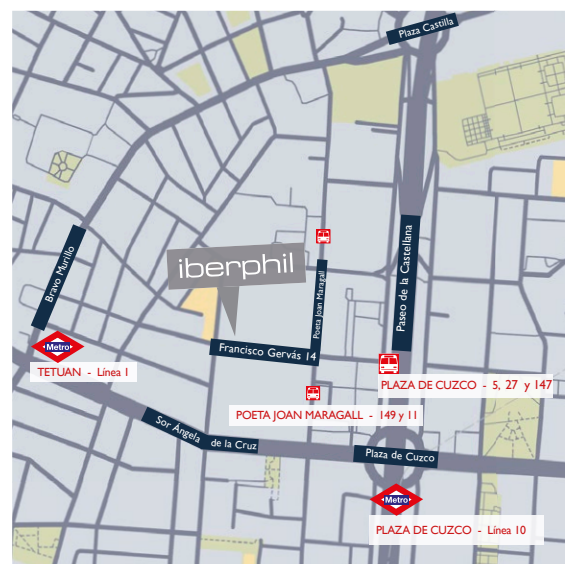 Plaza Castilla
Bravo Murillo
iberphil
Poeta Joan Maragall
Paseo de la Castellana
Metro
TETUAN - Línea 1
Francisco Gervás 14
PLAZA DE CUZCO - 5, 27 y 147
POETA JOAN MARAGALL - 149 y 11
Sor Ángela de la Cruz
Plaza de Cuzco
Metro
PLAZA DE CUZCO - Línea 10